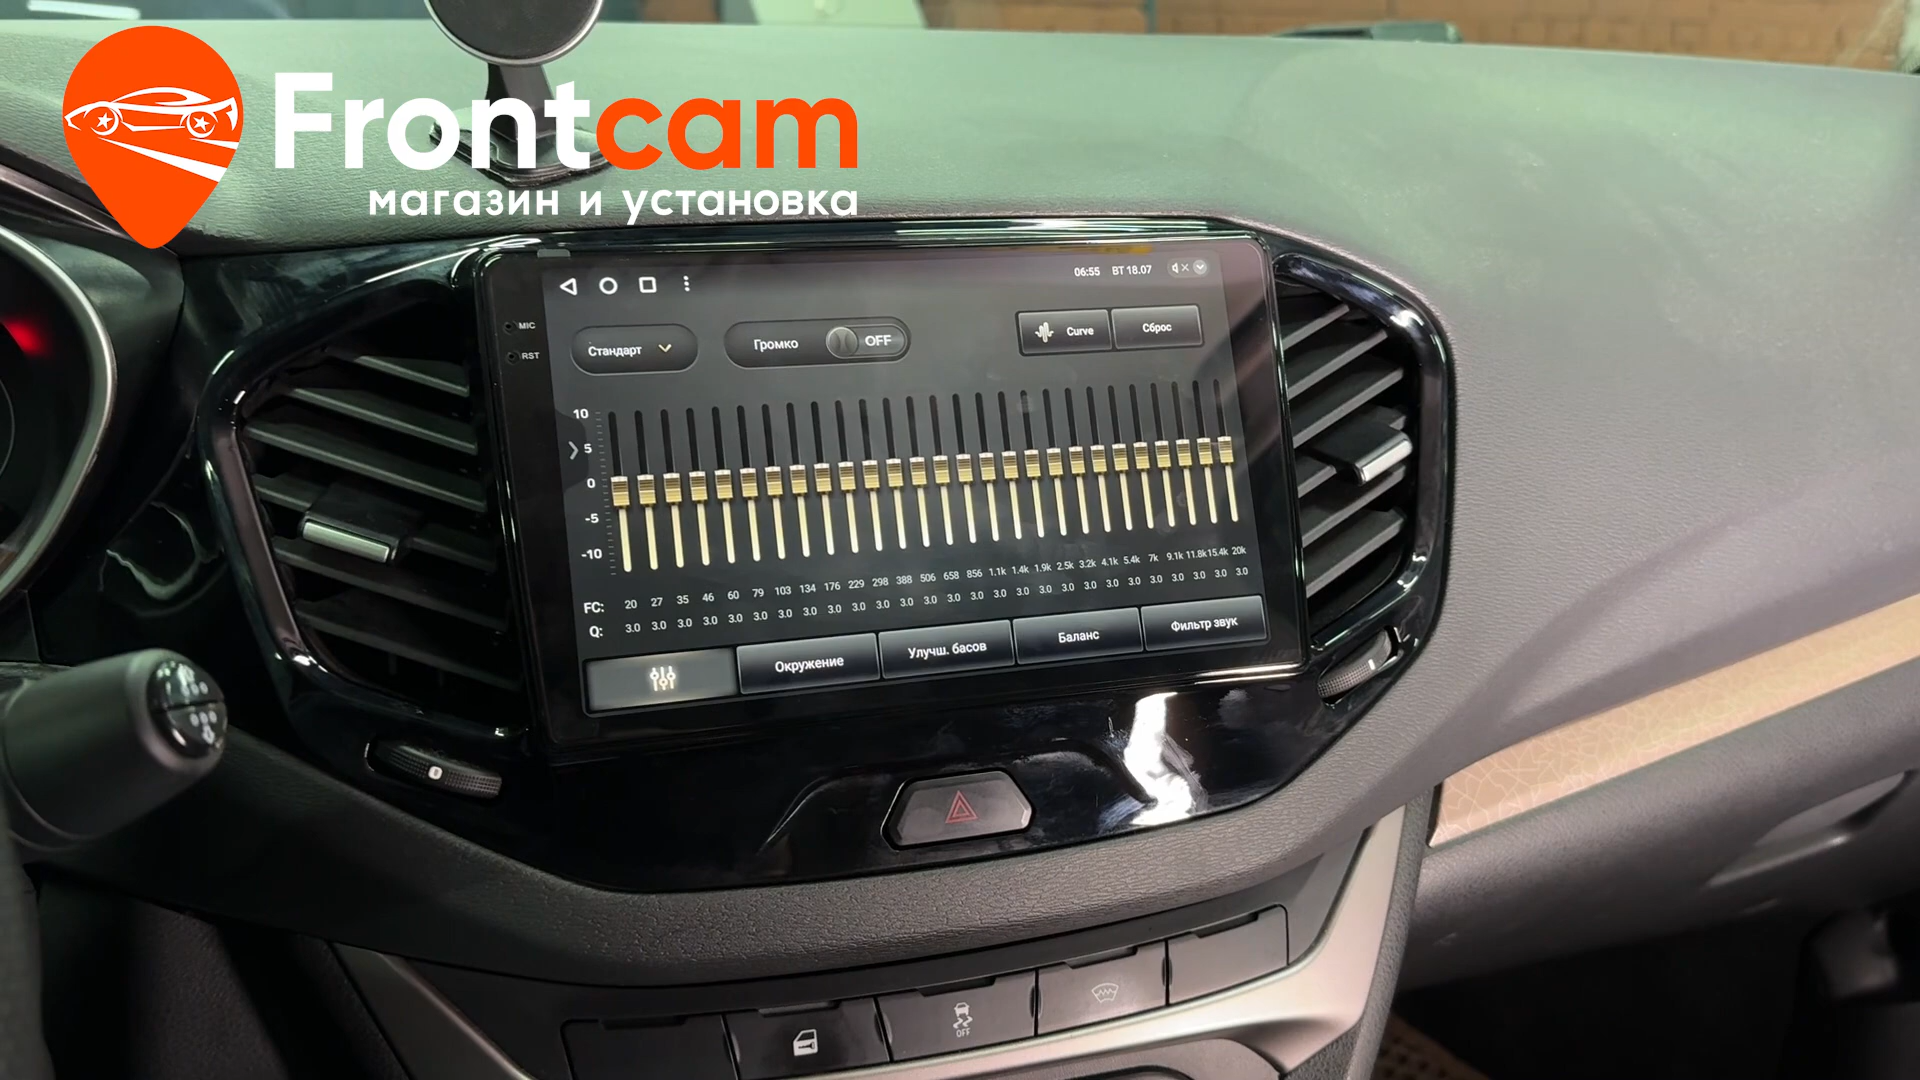 Frontcam
магазин и установка
06:55 ВТ 18.07
MIC
RST
Стандарт
Громко OFF
Curve
Сброс
10
5
0
-5
-10
FC: 20 27 35 46 60 79 103 134 176 229 298 388 506 658 856 1.1k 1.4k 1.9k 2.5k 3.2k 4.1k 5.4k 7k 9.1k 11.8k 15.4k 20k
Q: 3.0 3.0 3.0 3.0 3.0 3.0 3.0 3.0 3.0 3.0 3.0 3.0 3.0 3.0 3.0 3.0 3.0 3.0 3.0 3.0 3.0 3.0 3.0 3.0 3.0 3.0 3.0
Окружение
Улучш. басов
Баланс
Фильтр звук
0
OFF